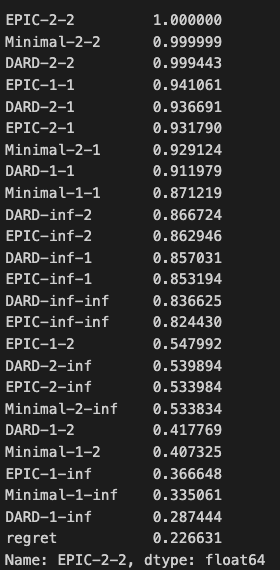 EPIC-2-2 1.000000
Minimal-2-2 0.999999
DARD-2-2 0.999443
EPIC-1-1 0.941061
DARD-2-1 0.936691
EPIC-2-1 0.931790
Minimal-2-1 0.929124
DARD-1-1 0.911979
Minimal-1-1 0.871219
DARD-inf-2 0.866724
EPIC-inf-2 0.862946
DARD-inf-1 0.857031
EPIC-inf-1 0.853194
DARD-inf-inf 0.836625
EPIC-inf-inf 0.824430
EPIC-1-2 0.547992
DARD-2-inf 0.539894
EPIC-2-inf 0.533984
Minimal-2-inf 0.533834
DARD-1-2 0.417769
Minimal-1-2 0.407325
EPIC-1-inf 0.366648
Minimal-1-inf 0.335061
DARD-1-inf 0.287444
regret 0.226631
Name: EPIC-2-2, dtype: float64